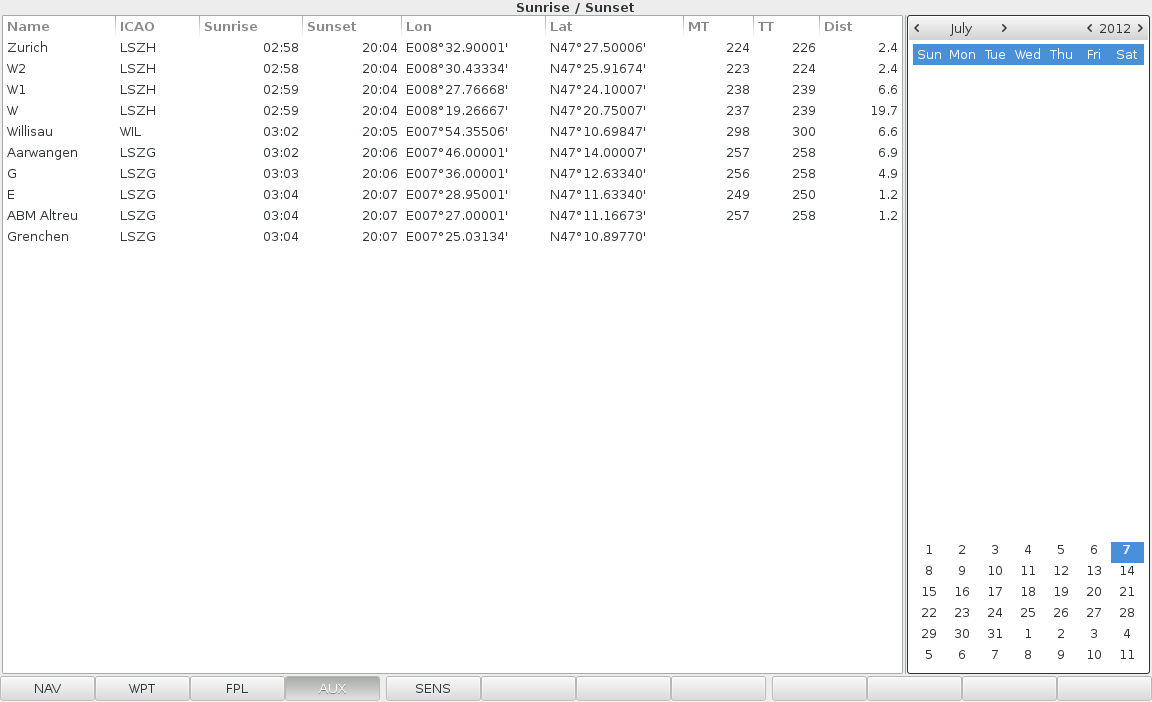 Sunrise / Sunset
Name ICAO Sunrise Sunset Lon Lat MT TT Dist
Zurich LSZH 02:58 20:04 E008°32.90001' N47°27.50006' 224 226 2.4
W2 LSZH 02:58 20:04 E008°30.43334' N47°25.91674' 223 224 2.4
W1 LSZH 02:59 20:04 E008°27.76668' N47°24.10007' 238 239 6.6
W LSZH 02:59 20:04 E008°19.26667' N47°20.75007' 237 239 19.7
Willisau WIL 03:02 20:05 E007°54.35506' N47°10.69847' 298 300 6.6
Aarwangen LSZG 03:02 20:06 E007°46.00001' N47°14.00007' 257 258 6.9
G LSZG 03:03 20:06 E007°36.00001' N47°12.63340' 256 258 4.9
E LSZG 03:04 20:07 E007°28.95001' N47°11.63340' 249 250 1.2
ABM Altreu LSZG 03:04 20:07 E007°27.00001' N47°11.16673' 257 258 1.2
Grenchen LSZG 03:04 20:07 E007°25.03134' N47°10.89770'
July 2012
Sun Mon Tue Wed Thu Fri Sat
1 2 3 4 5 6 7
8 9 10 11 12 13 14
15 16 17 18 19 20 21
22 23 24 25 26 27 28
29 30 31 1 2 3 4
5 6 7 8 9 10 11
NAV WPT FPL AUX SENS